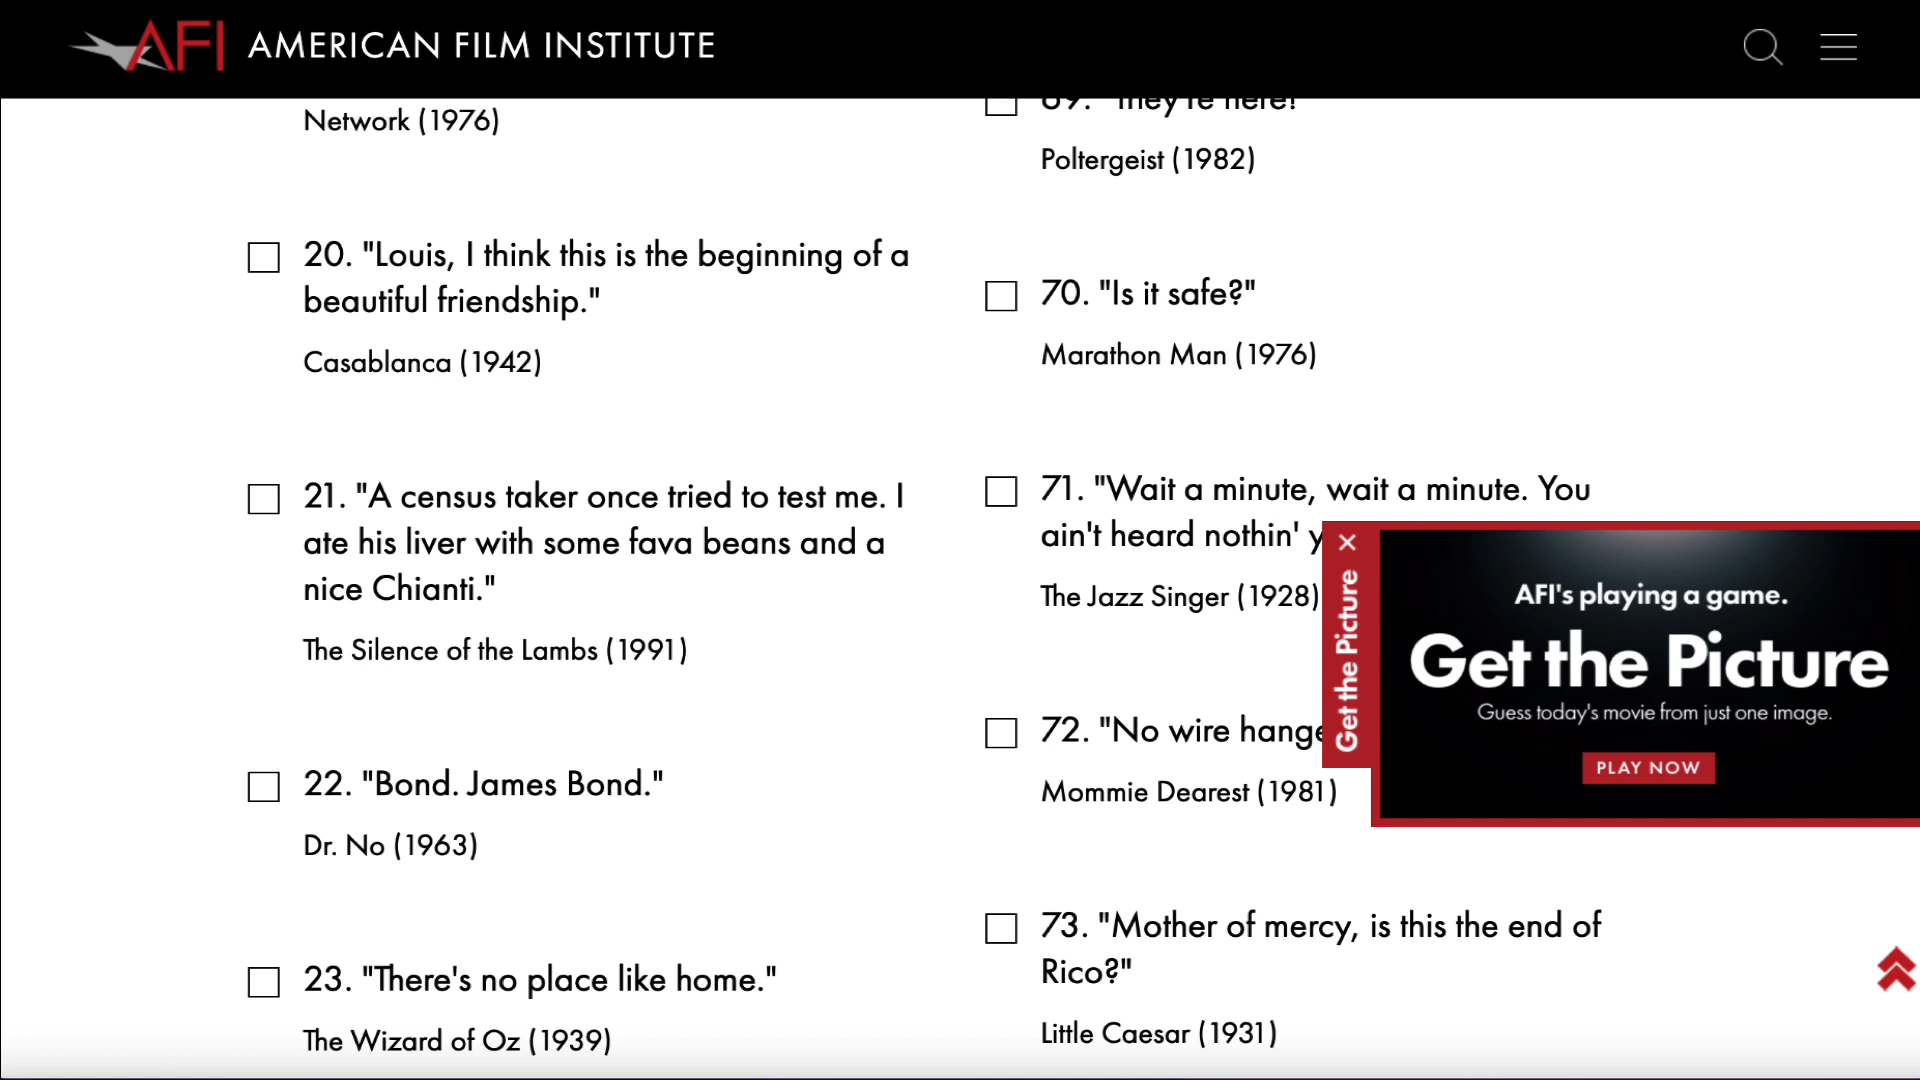 AFI AMERICAN FILM INSTITUTE
Network (1976)
20. "Louis, I think this is the beginning of a
beautiful friendship."
Casablanca (1942)
21. "A census taker once tried to test me. I
ate his liver with some fava beans and a
nice Chianti."
The Silence of the Lambs (1991)
22. "Bond. James Bond."
Dr. No (1963)
23. "There's no place like home."
The Wizard of Oz (1939)
69. "They're here!"
Poltergeist (1982)
70. "Is it safe?"
Marathon Man (1976)
71. "Wait a minute, wait a minute. You
ain't heard nothin'
The Jazz Singer (1928)
72. "No wire
Mommie Dearest (1981)
73. "Mother of mercy, is this the end of
Rico?"
Little Caesar (1931)
Get the Picture
AFI's playing a game.
Get the Picture
Guess today's movie from just one image.
PLAY NOW